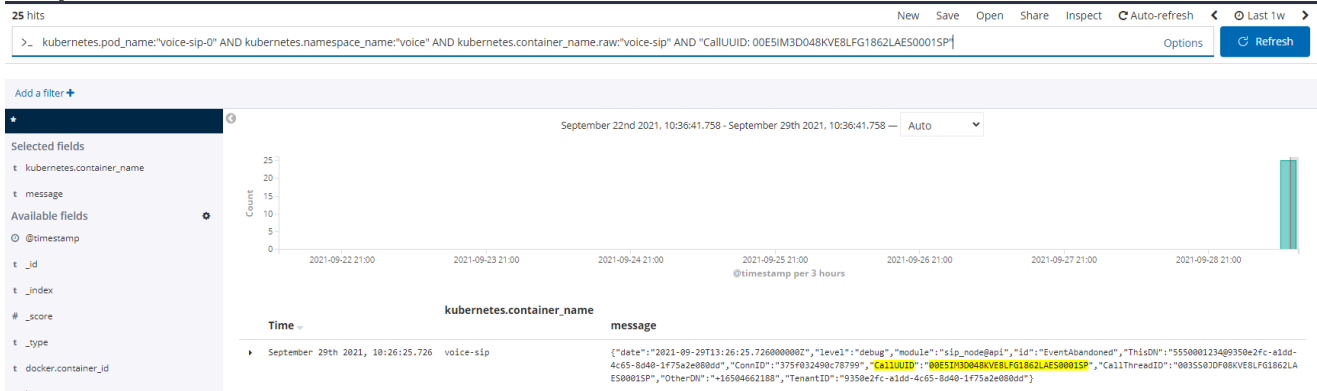 25 hits
New Save Open Share Inspect Auto-refresh Last 1w
>_ kubernetes.pod_name:"voice-sip-0" AND kubernetes.namespace_name:"voice" AND kubernetes.container_name.raw:"voice-sip" AND "CallUUID: 00E5IM3D048KVE8LFG1862LAES0001SP"
Options
Refresh
Add a filter +
*
September 22nd 2021, 10:36:41.758 - September 29th 2021, 10:36:41.758 — Auto
Selected fields
t kubernetes.container_name
t message
Available fields
@timestamp
t _id
t _index
# _score
t _type
t docker.container_id
Count
25
20
15
10
5
0
2021-09-22 21:00 2021-09-23 21:00 2021-09-24 21:00 2021-09-25 21:00 2021-09-26 21:00 2021-09-27 21:00 2021-09-28 21:00
@timestamp per 3 hours
Time kubernetes.container_name message
September 29th 2021, 10:26:25.726 voice-sip
{"date":"2021-09-29T13:26:25.726000000Z","level":"debug","module":"sip_node@api","id":"EventAbandoned","ThisDN":"5550001234@9350e2fc-a1dd-
4c65-8d40-1f75a2e080dd","ConnID":"375f032490c78799","CallUUID":"00E5IM3D048KVE8LFG1862LAES0001SP","CallThreadID":"003SS0JDF08KVE8LFG1862LA
ES0001SP","OtherDN":"+16504662188","TenantID":"9350e2fc-a1dd-4c65-8d40-1f75a2e080dd"}